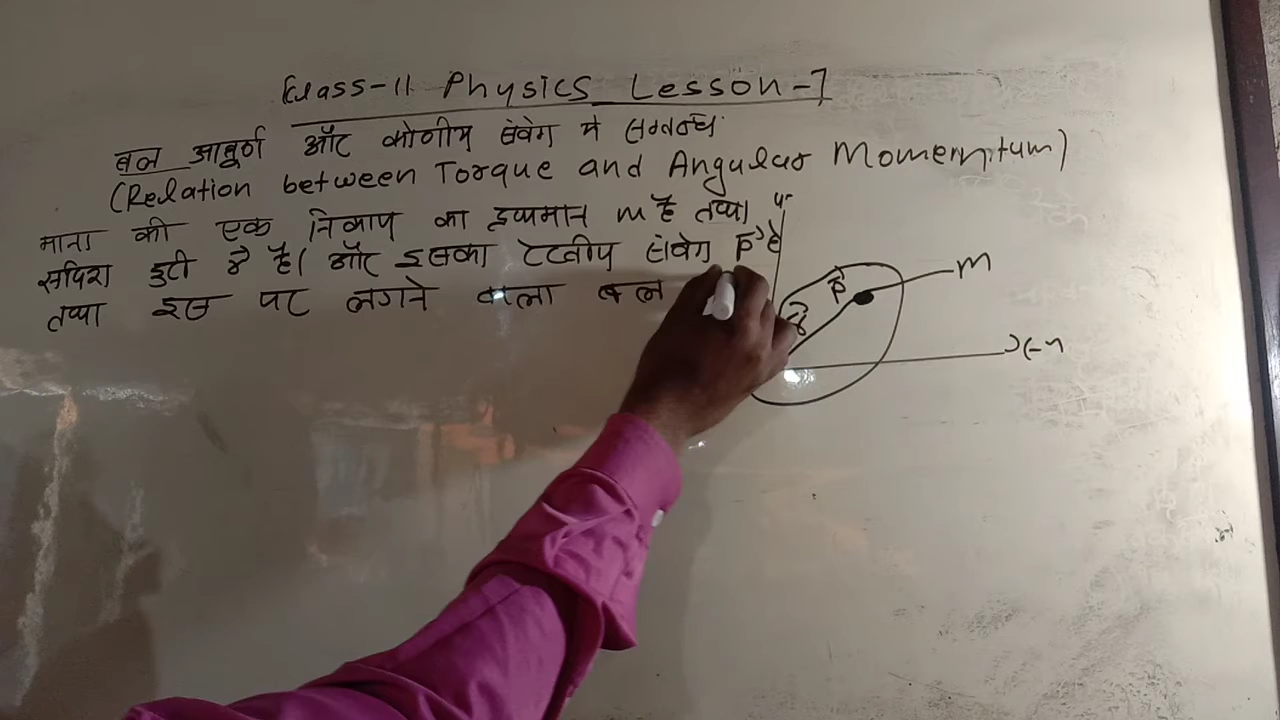 Class-11 Physics Lesson-7
बल आघूर्ण और कोणीय संवेग में सम्बन्ध
(Relation between Torque and Angular Momentum)
माना की एक निकाय का द्रव्यमान m है तथा
सदिश दुरी r है। और इसका रेखीय संवेग P है
तथा इस पर लगने वाला बल
y-
P
m
r
x-n